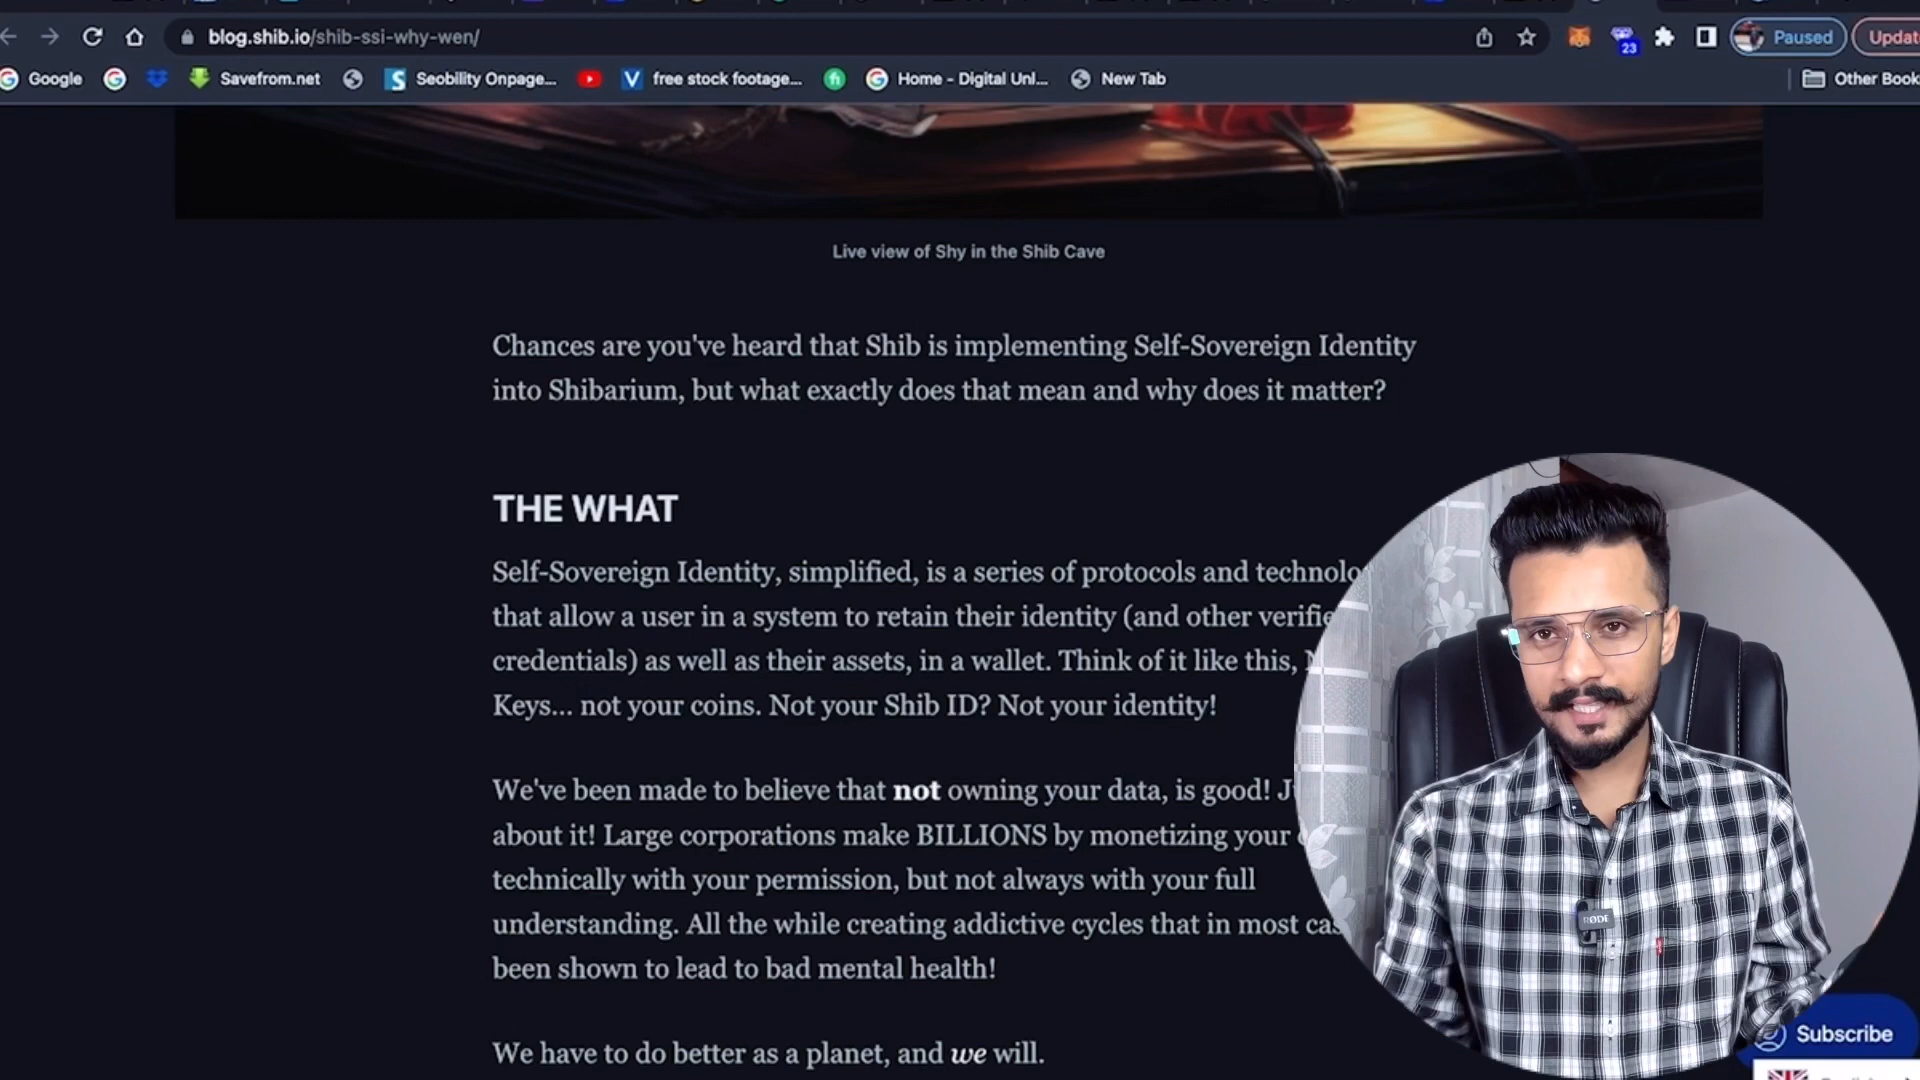 blog.shib.io/shib-ssi-why-wen/
23
Paused
Update
Google
Savefrom.net
Seobility Onpage...
V
free stock footage...
fi
Home - Digital Unl...
New Tab
Other Book
Live view of Shy in the Shib Cave
Chances are you've heard that Shib is implementing Self-Sovereign Identity
into Shibarium, but what exactly does that mean and why does it matter?
THE WHAT
Self-Sovereign Identity, simplified, is a series of protocols and technolo
that allow a user in a system to retain their identity (and other verifie
credentials) as well as their assets, in a wallet. Think of it like this,
Keys... not your coins. Not your Shib ID? Not your identity!
We've been made to believe that not owning your data, is good! J
about it! Large corporations make BILLIONS by monetizing your
technically with your permission, but not always with your full
understanding. All the while creating addictive cycles that in most cas
been shown to lead to bad mental health!
We have to do better as a planet, and we will.
RØDE
Subscribe